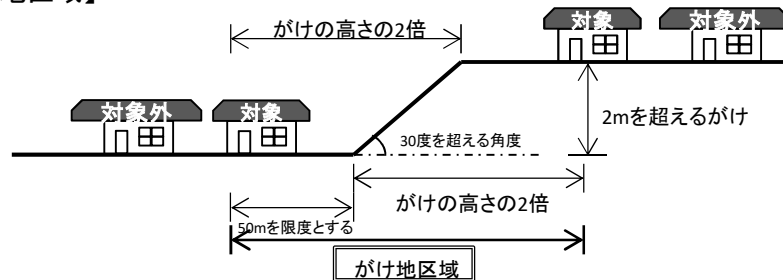 地区域】
がけの高さの2倍
対象
対象外
対象外
対象
2mを超えるがけ
30度を超える角度
がけの高さの2倍
50mを限度とする
がけ地区域